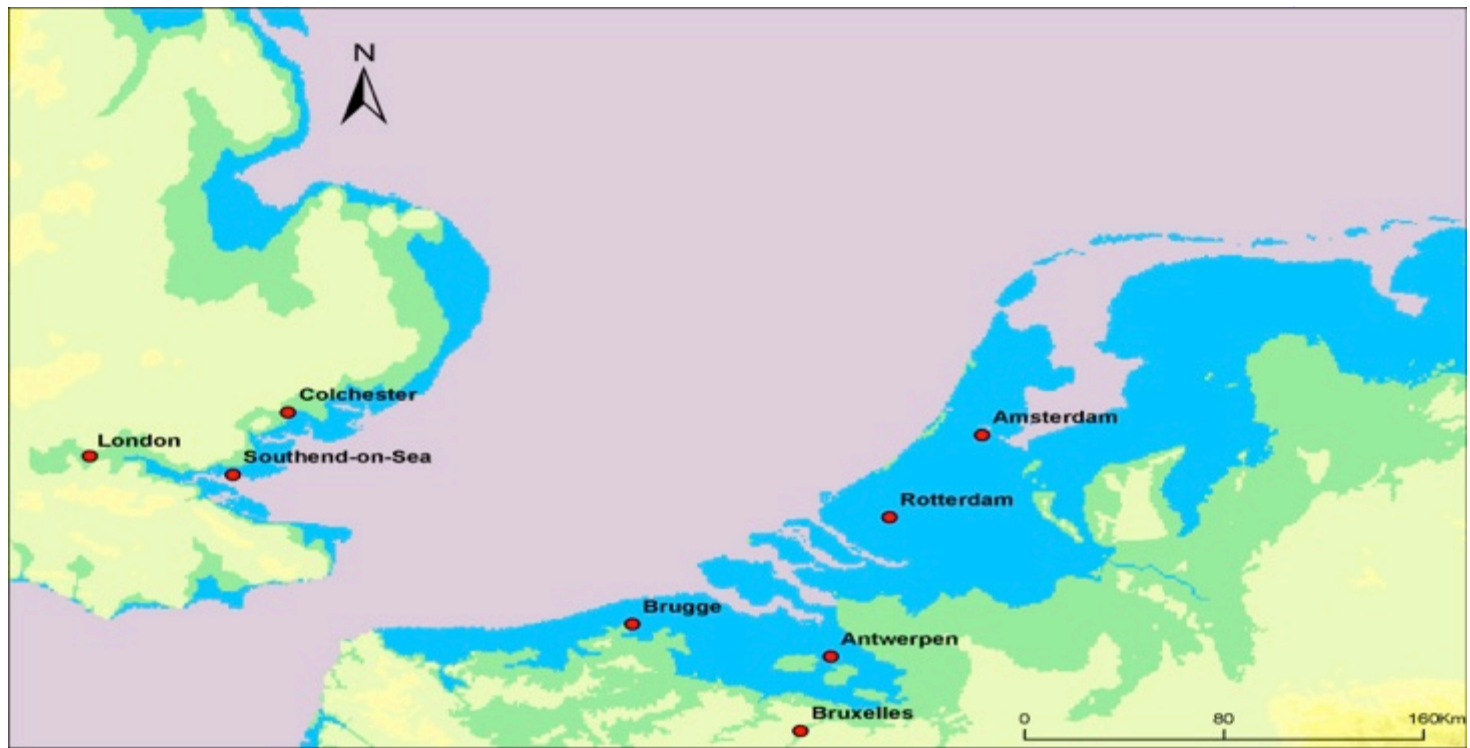 N
Colchester
London
Southend-on-Sea
Amsterdam
Rotterdam
Brugge
Antwerpen
Bruxelles
0 80 160Km